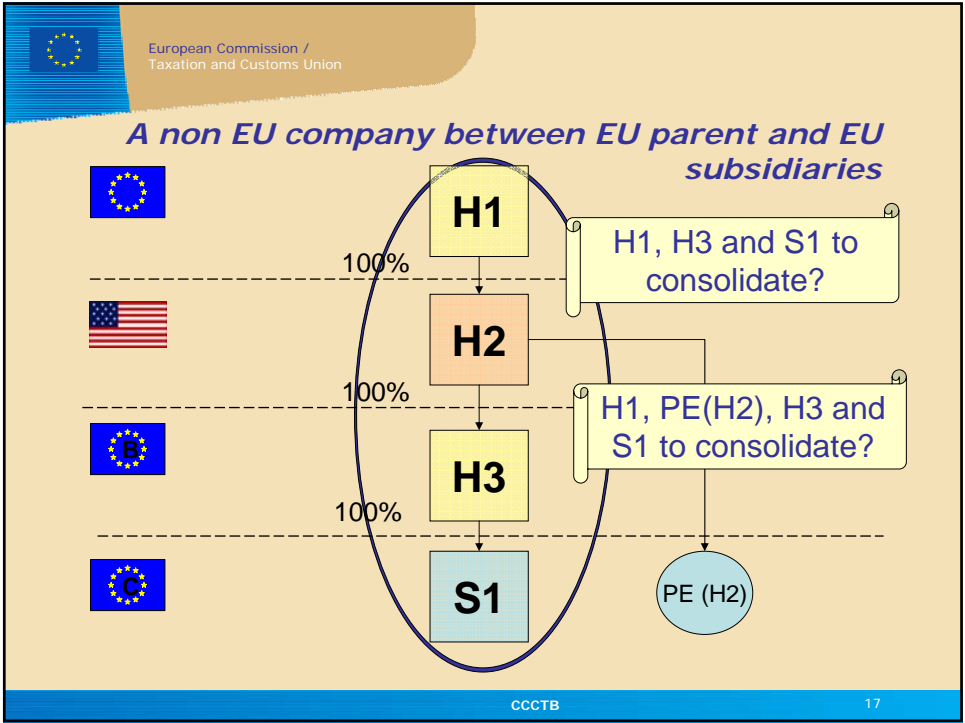 European Commission /
Taxation and Customs Union
A non EU company between EU parent and EU
subsidiaries
H1
H1, H3 and S1 to
consolidate?
100%
H2
100%
H1, PE(H2), H3 and
S1 to consolidate?
B
H3
100%
C
S1
PE (H2)
CCCTB
17